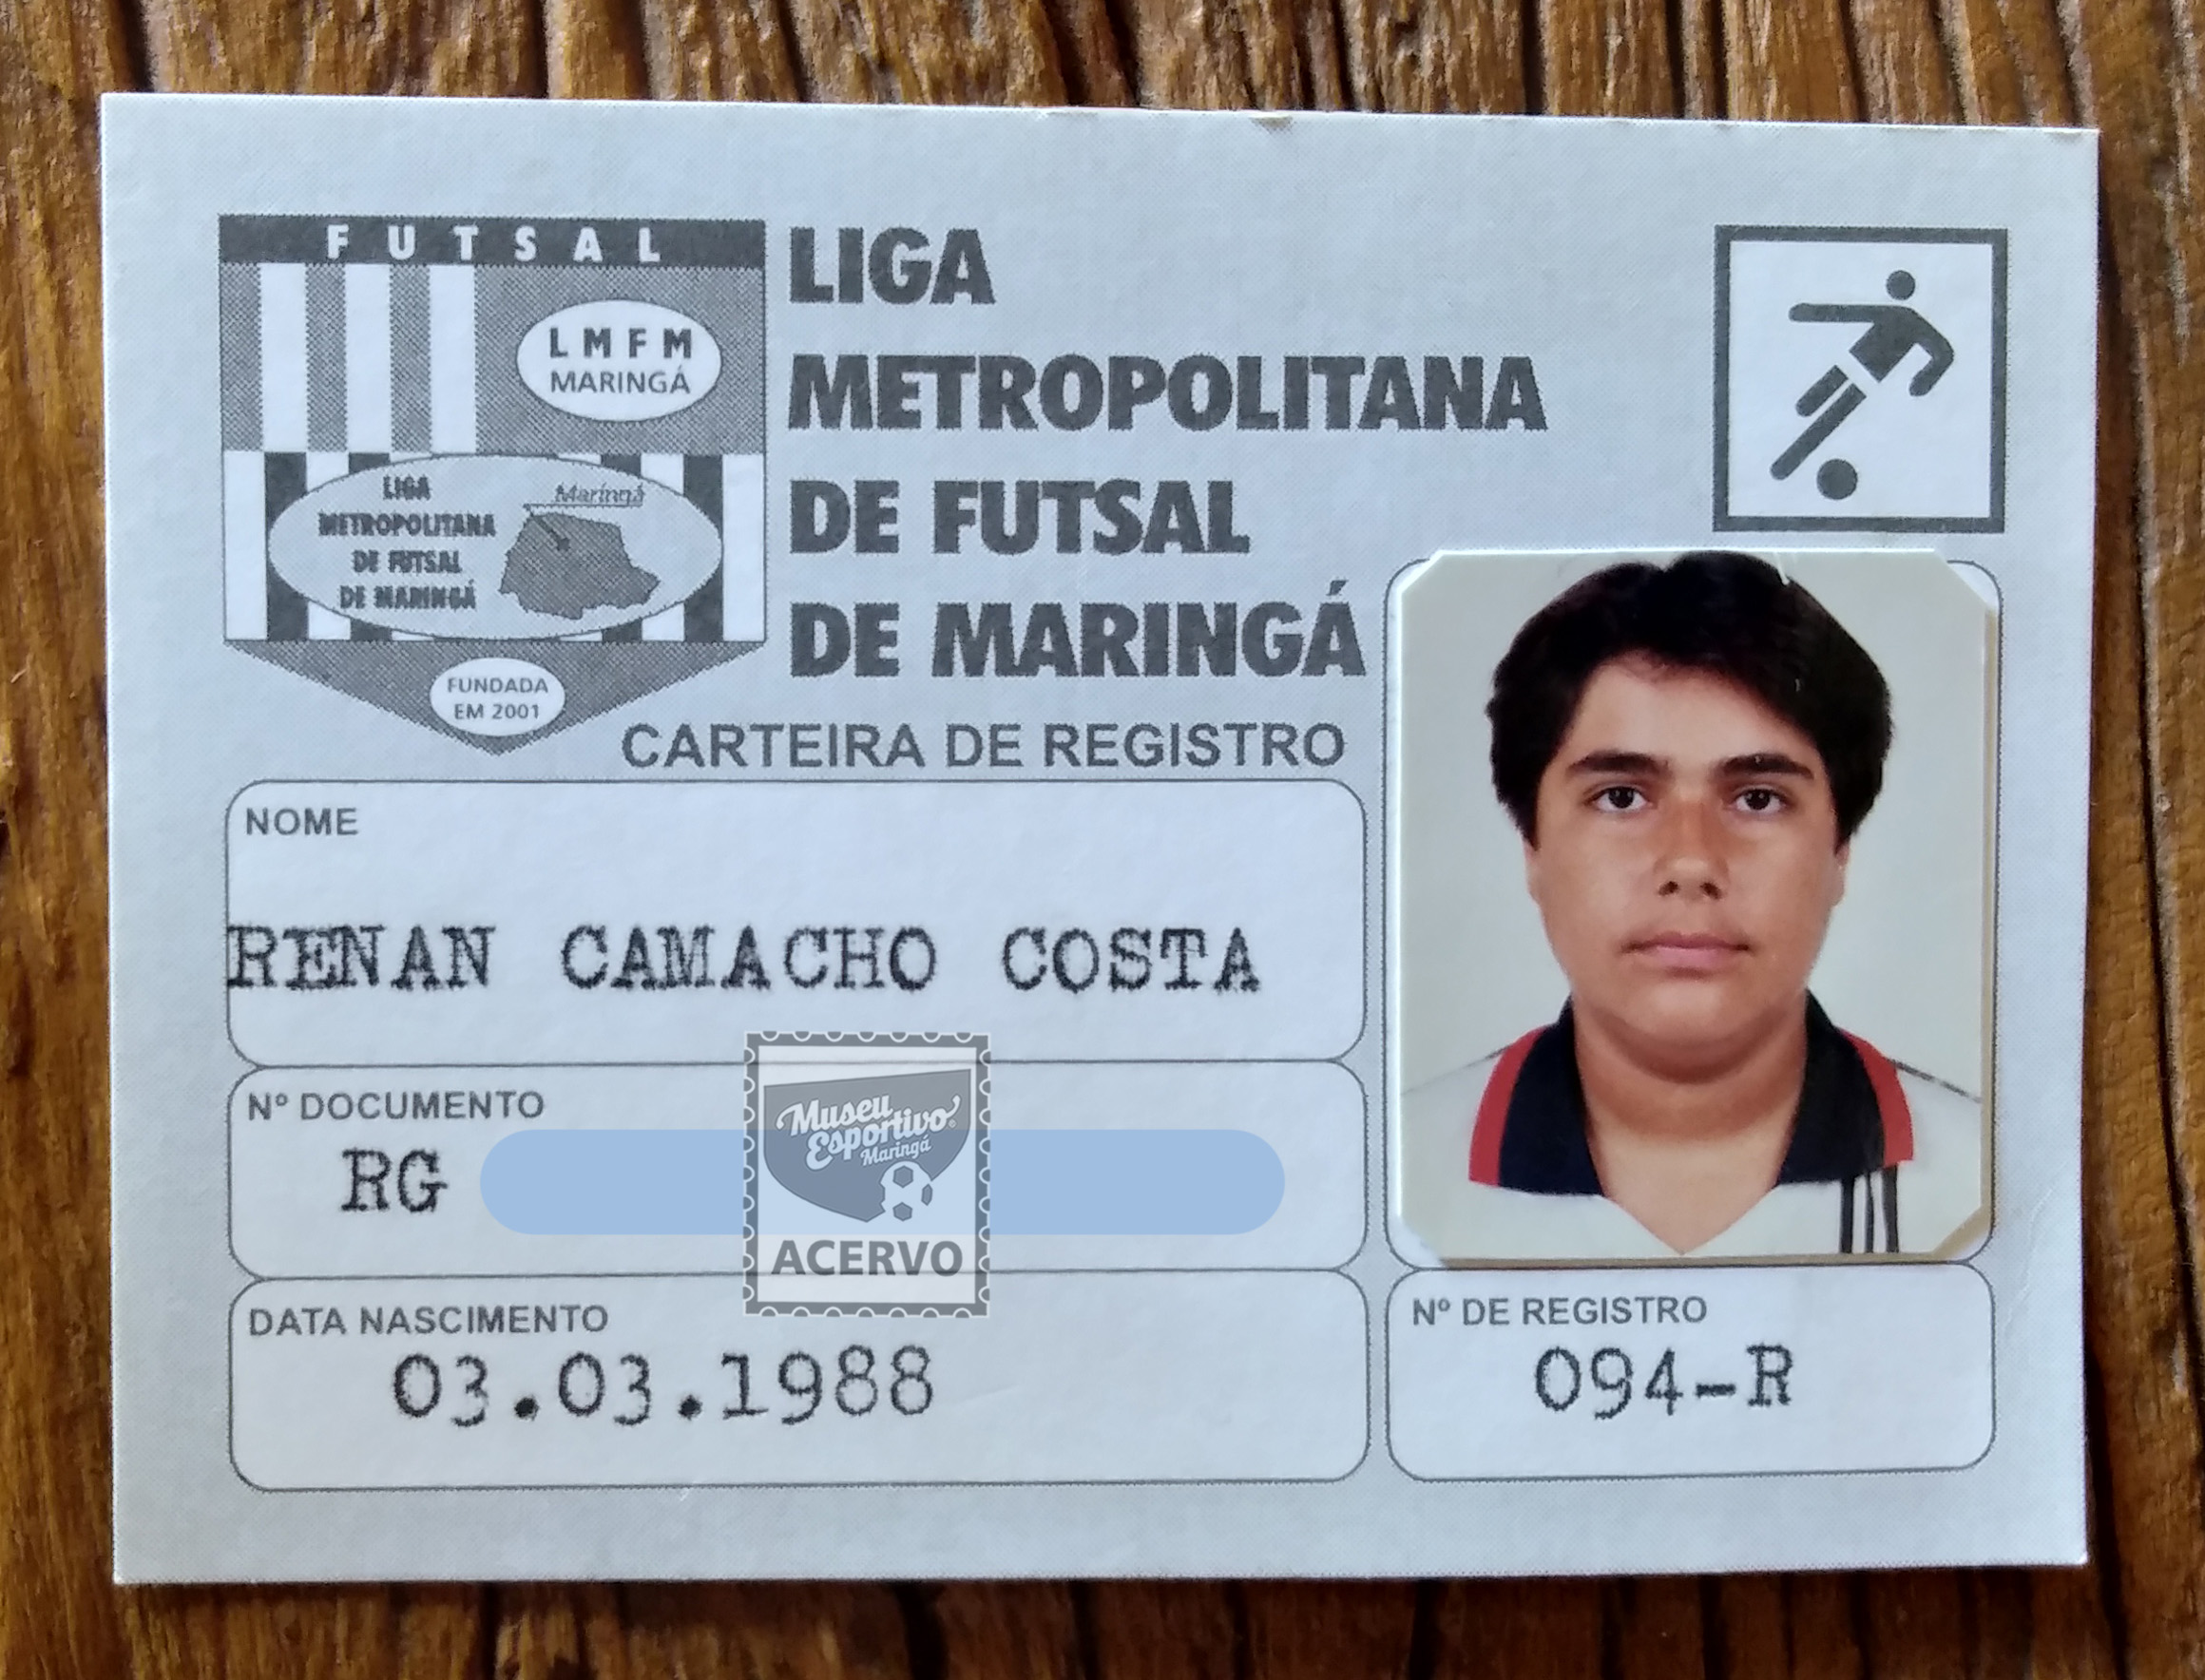 FUTSAL
LMFM
MARINGÁ
LIGA
METROPOLITANA
DE FUTSAL
DE MARINGÁ
Maringá
FUNDADA
EM 2001
LIGA
METROPOLITANA
DE FUTSAL
DE MARINGÁ
CARTEIRA DE REGISTRO
NOME
RENAN CAMACHO COSTA
Nº DOCUMENTO
RG
Museu
Esportivo
Maringá
ACERVO
DATA NASCIMENTO
03.03.1988
Nº DE REGISTRO
094-R